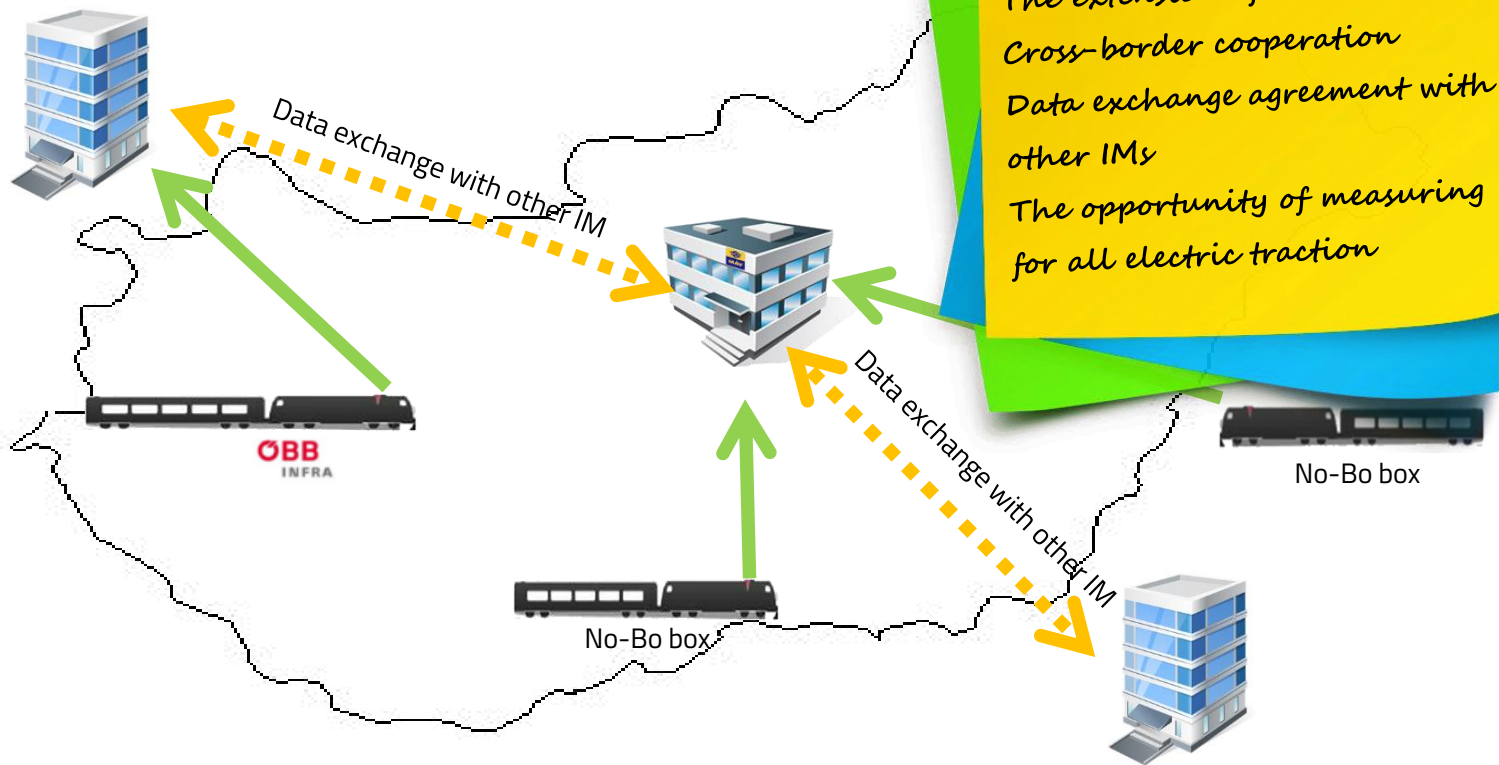 The
Cross-border cooperation
Data exchange agreement with
other IMs
The opportunity of measuring
for all electric traction
Data exchange with other IM
ÖBB
INFRA
Data exchange with other IM
No-Bo box
No-Bo box